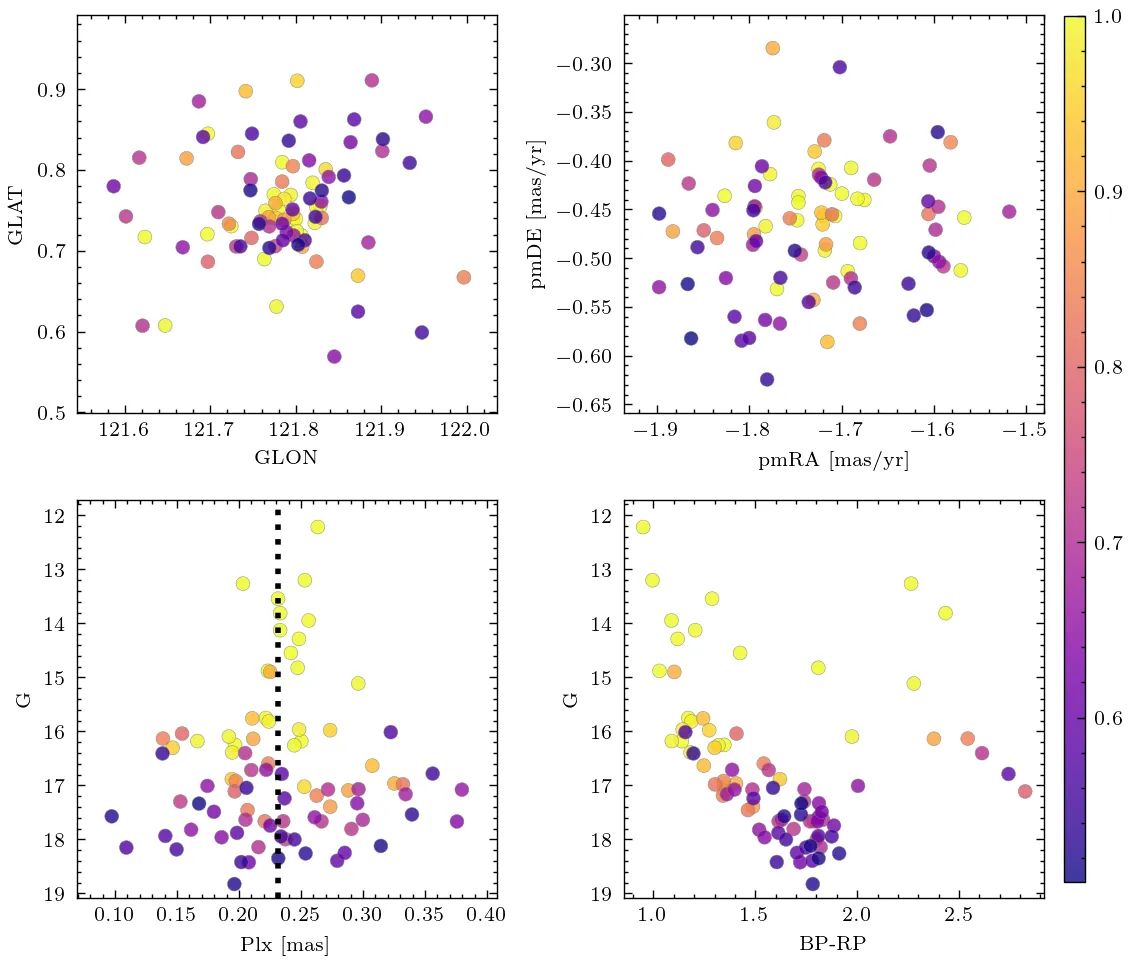 0.9
0.8
0.7
0.6
0.5
GLAT
121.6 121.7 121.8 121.9 122.0
GLON
−0.30
−0.35
−0.40
−0.45
−0.50
−0.55
−0.60
−0.65
pmDE [mas/yr]
−1.9 −1.8 −1.7 −1.6 −1.5
pmRA [mas/yr]
12
13
14
15
16
17
18
19
G
0.10 0.15 0.20 0.25 0.30 0.35 0.40
Plx [mas]
12
13
14
15
16
17
18
19
G
1.0 1.5 2.0 2.5
BP-RP
1.0
0.9
0.8
0.7
0.6